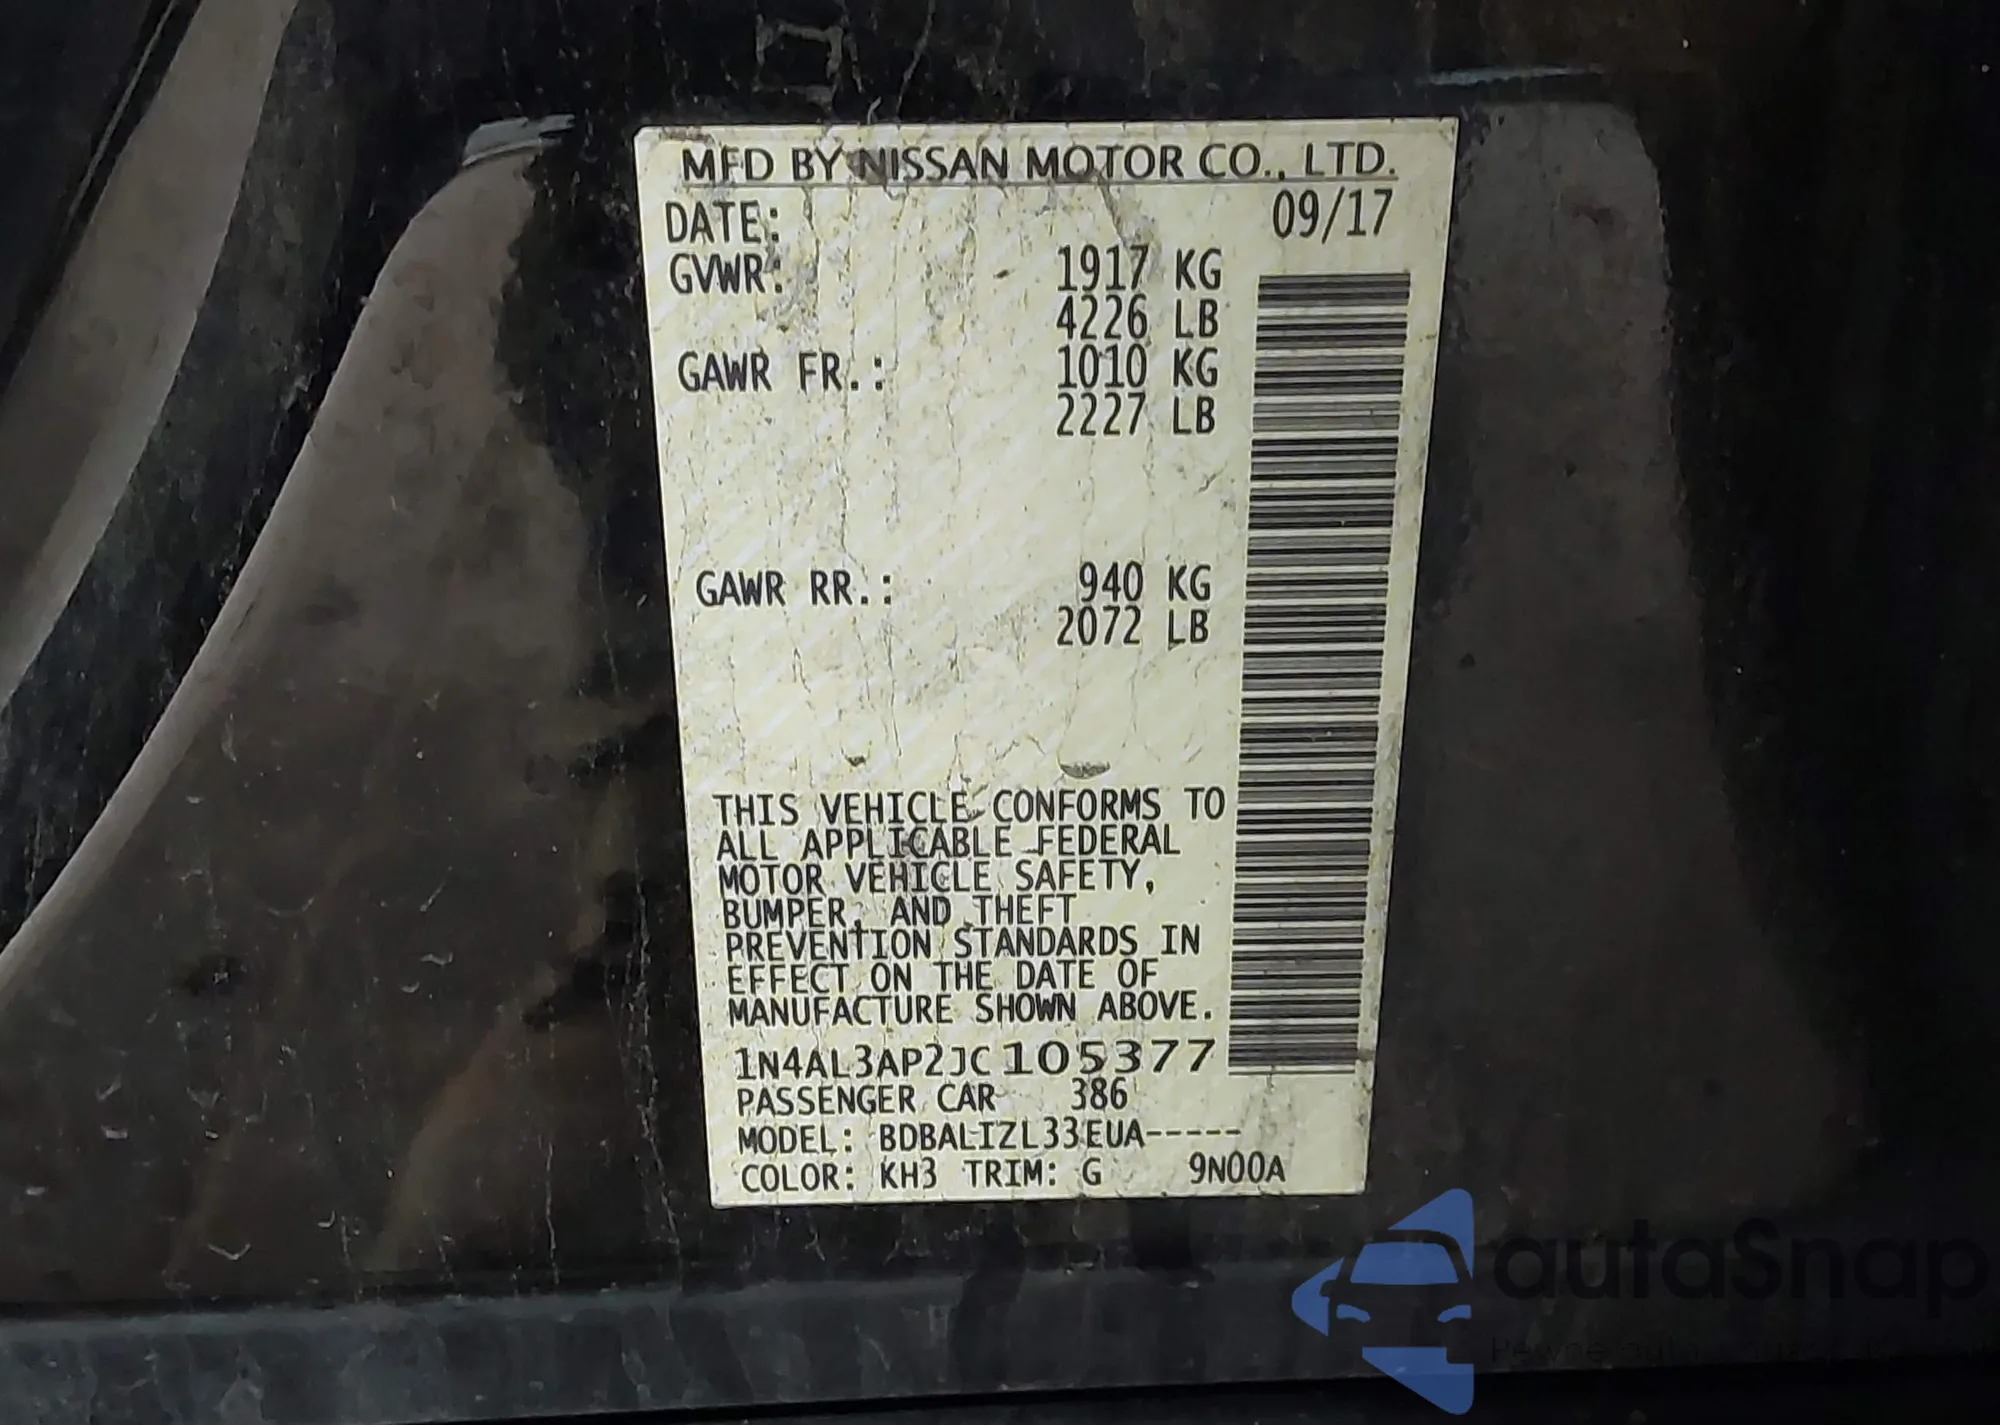 MFD BY NISSAN MOTOR CO., LTD.
DATE: 09/17
GVWR: 1917 KG
4226 LB
GAWR FR.: 1010 KG
2227 LB
GAWR RR.: 940 KG
2072 LB
THIS VEHICLE CONFORMS TO
ALL APPLICABLE FEDERAL
MOTOR VEHICLE SAFETY,
BUMPER, AND THEFT
PREVENTION STANDARDS IN
EFFECT ON THE DATE OF
MANUFACTURE SHOWN ABOVE.
1N4AL3AP2JC105377
PASSENGER CAR 386
MODEL: BDBALIZL33EUA-----
COLOR: KH3 TRIM: G 9N00A
autaSnap